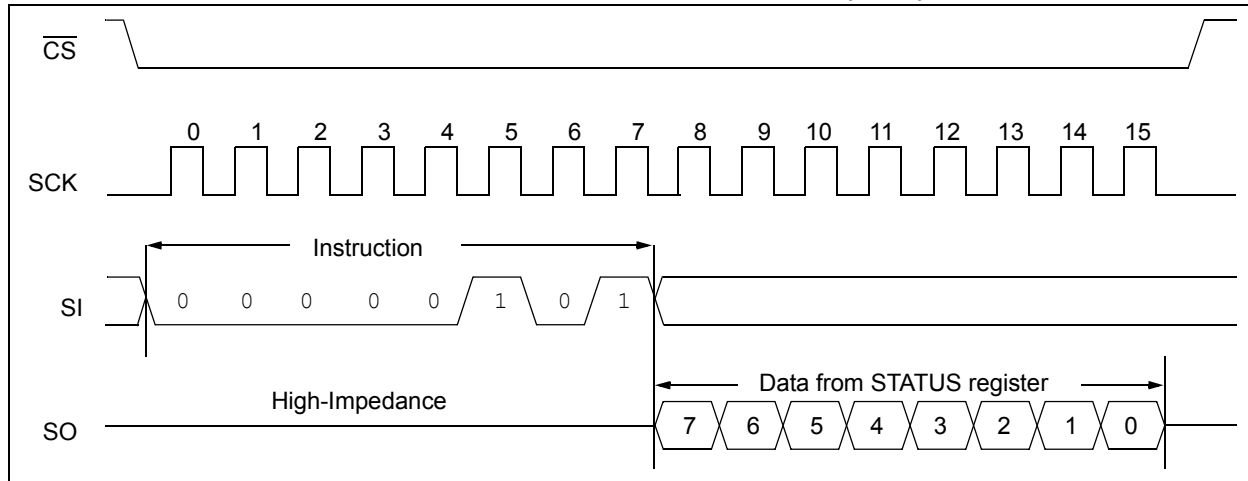 CS
0 1 2 3 4 5 6 7 8 9 10 11 12 13 14 15
SCK
Instruction
SI 0 0 0 0 0 1 0 1
Data from STATUS register
High-Impedance
SO 7 6 5 4 3 2 1 0